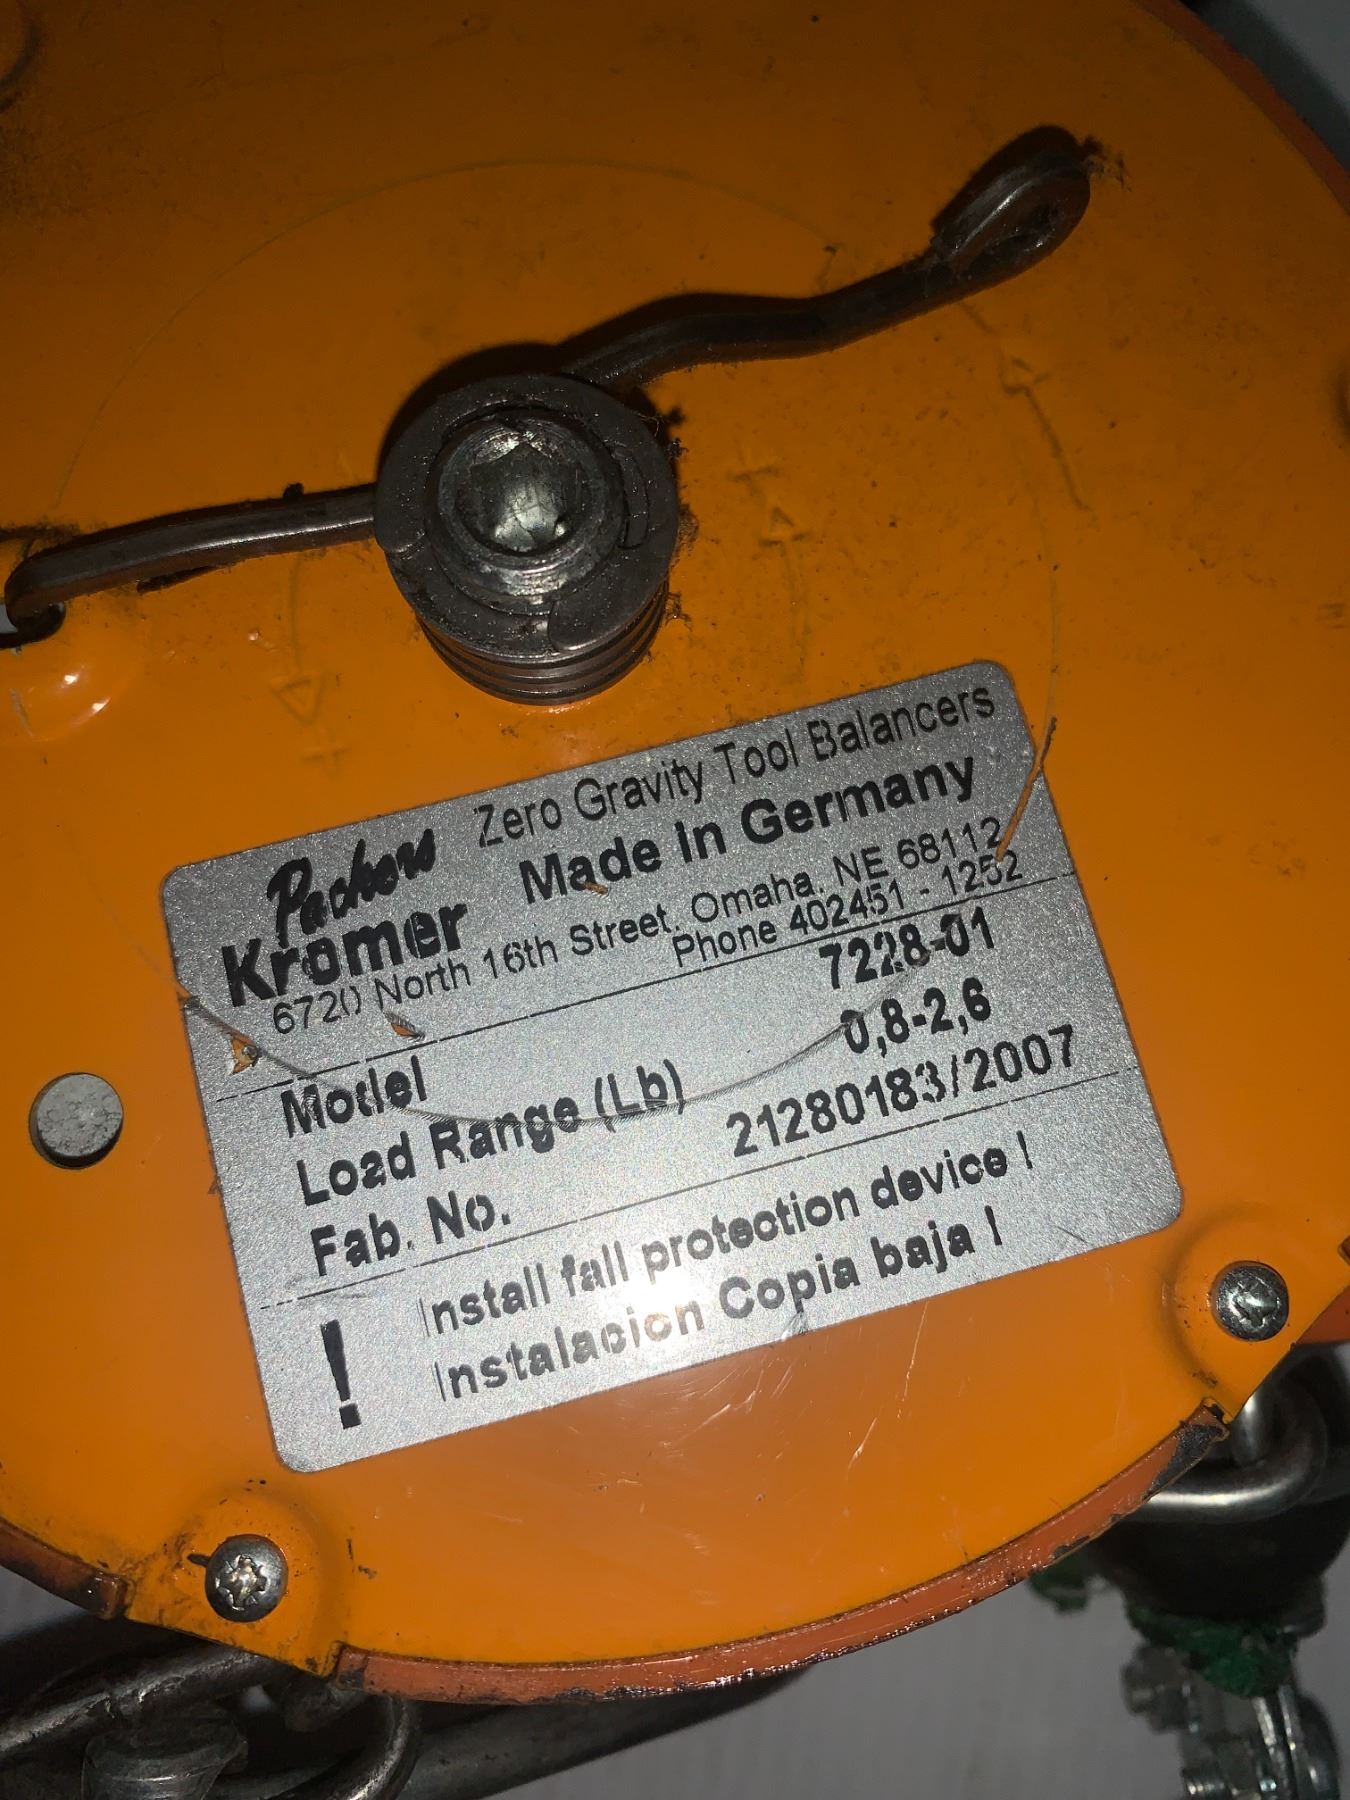 Packers Zero Gravity Tool Balancers
Kromer Made in Germany
6720 North 16th Street, Omaha, NE 68112
Phone 402451 - 1252
Model 7228-01
Load Range (Lb) 0,8-2,6
Fab. No. 21280183/2007
! Install fall protection device !
Instalacion Copia baja !